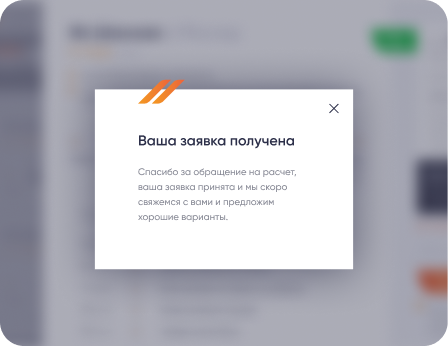 Ваша заявка получена
Спасибо за обращение на расчет,
ваша заявка принята и мы скоро
свяжемся с вами и предложим
хорошие варианты.